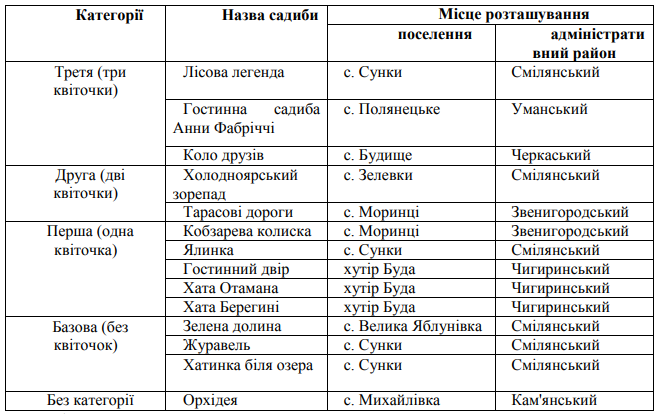 Категорії Назва садиби Місце розташування
поселення адміністрати
вний район
Третя (три Лісова легенда с. Сунки Смілянський
квіточки)
Гостинна садиба с. Полянецьке Уманський
Анни Фабріччі
Коло друзів с. Будище Черкаський
Друга (дві Холодноярський с. Зелевки Смілянський
квіточки) зорепад
Тарасові дороги с. Моринці Звенигородський
Перша (одна Кобзарева колиска с. Моринці Звенигородський
квіточка) Ялинка с. Сунки Смілянський
Гостинний двір хутір Буда Чигиринський
Хата Отамана хутір Буда Чигиринський
Хата Берегині хутір Буда Чигиринський
Базова (без Зелена долина с. Велика Яблунівка Смілянський
квіточок) Журавель с. Сунки Смілянський
Хатинка біля озера с. Сунки Смілянський
Без категорії Орхідея с. Михайлівка Кам'янський